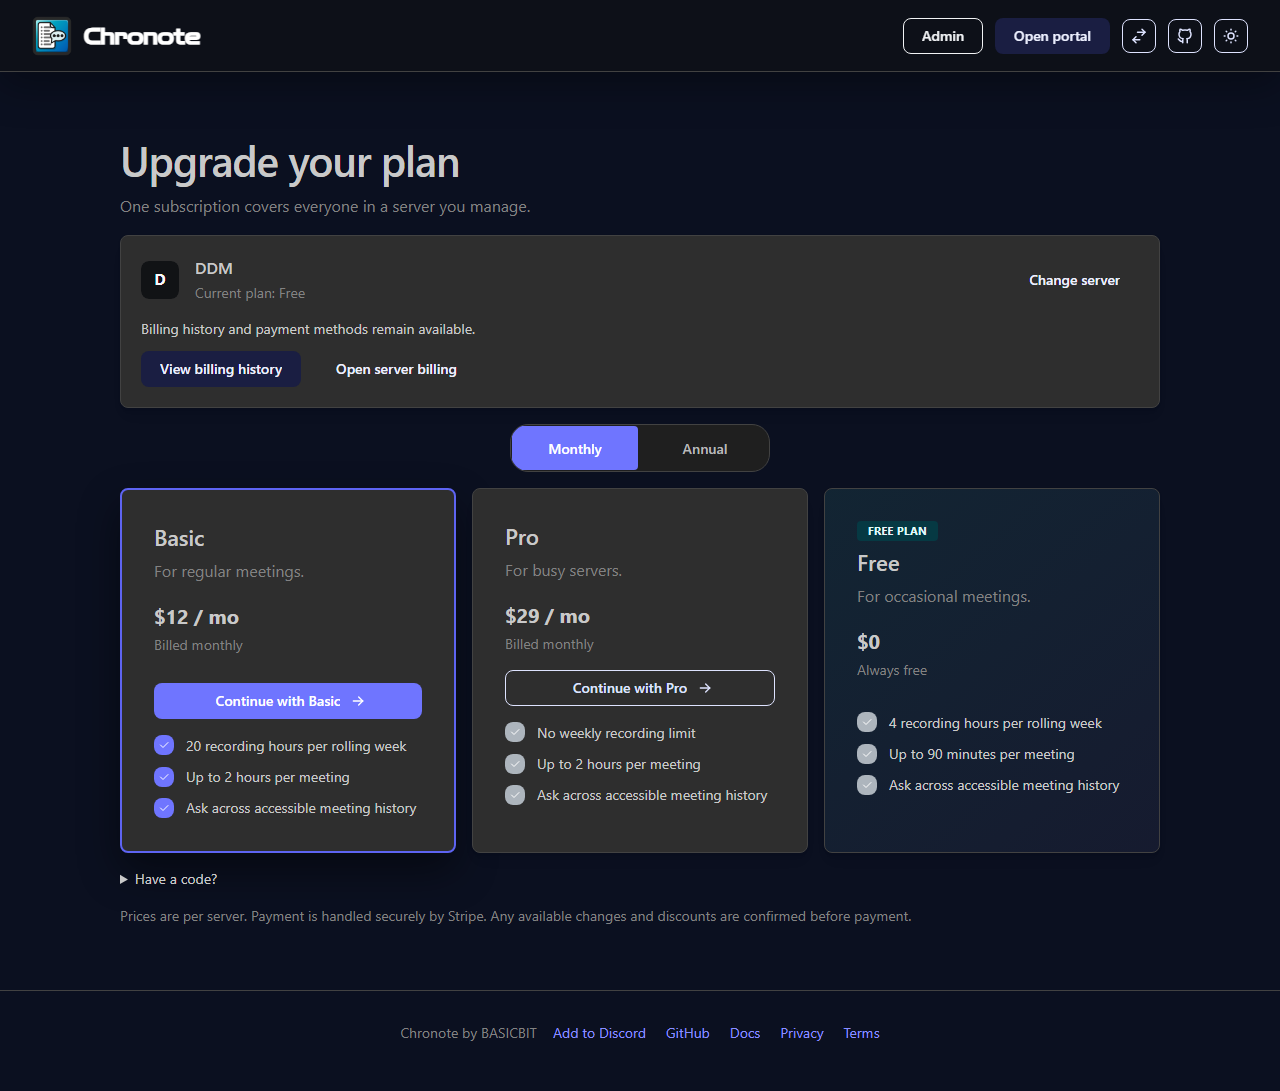 Chronote
Admin
Open portal
Upgrade your plan
One subscription covers everyone in a server you manage.
D
DDM
Current plan: Free
Change server
Billing history and payment methods remain available.
View billing history
Open server billing
Monthly
Annual
Basic
For regular meetings.
$12 / mo
Billed monthly
Continue with Basic
20 recording hours per rolling week
Up to 2 hours per meeting
Ask across accessible meeting history
Pro
For busy servers.
$29 / mo
Billed monthly
Continue with Pro
No weekly recording limit
Up to 2 hours per meeting
Ask across accessible meeting history
FREE PLAN
Free
For occasional meetings.
$0
Always free
4 recording hours per rolling week
Up to 90 minutes per meeting
Ask across accessible meeting history
Have a code?
Prices are per server. Payment is handled securely by Stripe. Any available changes and discounts are confirmed before payment.
Chronote by BASICBIT
Add to Discord
GitHub
Docs
Privacy
Terms